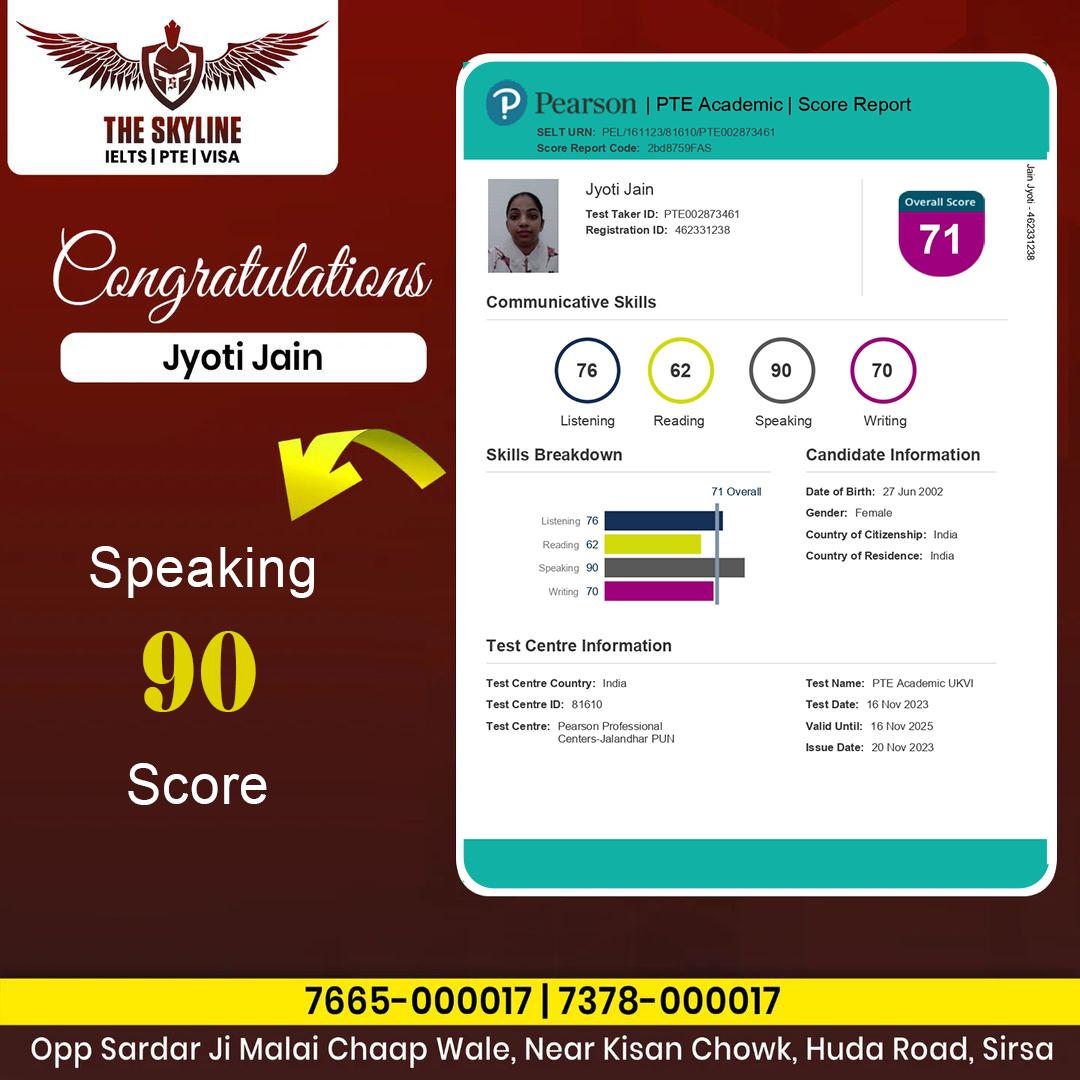 THE SKYLINE
IELTS | PTE | VISA
Congratulations
Jyoti Jain
Speaking
90
Score
Pearson | PTE Academic | Score Report
SELT URN: PEL/161123/81610/PTE002873461
Score Report Code: 2bd8759FAS
Jyoti Jain
Test Taker ID: PTE002873461
Registration ID: 462331238
Overall Score
71
Jain Jyoti - 462331238
Communicative Skills
76 62 90 70
Listening Reading Speaking Writing
Skills Breakdown
71 Overall
Listening 76
Reading 62
Speaking 90
Writing 70
Candidate Information
Date of Birth: 27 Jun 2002
Gender: Female
Country of Citizenship: India
Country of Residence: India
Test Centre Information
Test Centre Country: India
Test Centre ID: 81610
Test Centre: Pearson Professional
Centers-Jalandhar PUN
Test Name: PTE Academic UKVI
Test Date: 16 Nov 2023
Valid Until: 16 Nov 2025
Issue Date: 20 Nov 2023
7665-000017 | 7378-000017
Opp Sardar Ji Malai Chaap Wale, Near Kisan Chowk, Huda Road, Sirsa